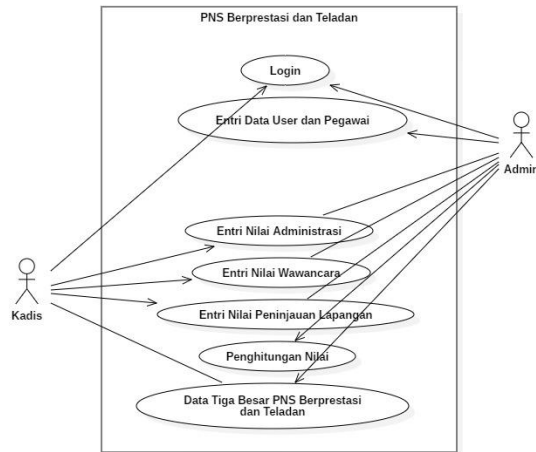 PNS Berprestasi dan Teladan
Login
Entri Data User dan Pegawai
Admin
Entri Nilai Administrasi
Entri Nilai Wawancara
Kadis
Entri Nilai Peninjauan Lapangan
Penghitungan Nilai
Data Tiga Besar PNS Berprestasi
dan Teladan